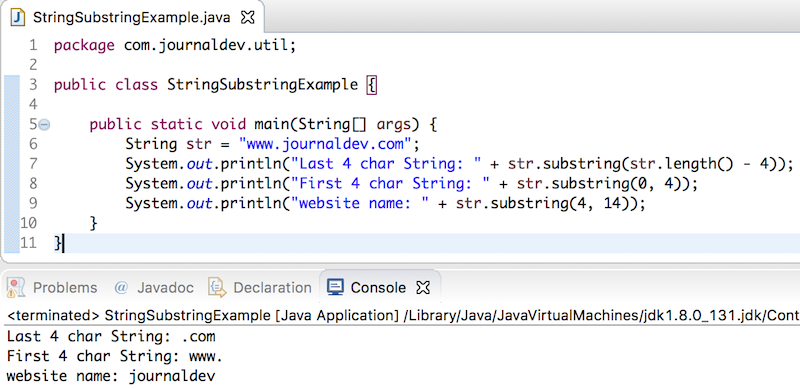 StringSubstringExample.java
1 package com.journaldev.util;
2
3 public class StringSubstringExample {
4
5     public static void main(String[] args) {
6         String str = "www.journaldev.com";
7         System.out.println("Last 4 char String: " + str.substring(str.length() - 4));
8         System.out.println("First 4 char String: " + str.substring(0, 4));
9         System.out.println("website name: " + str.substring(4, 14));
10     }
11 }
Problems @ Javadoc Declaration Console
<terminated> StringSubstringExample [Java Application] /Library/Java/JavaVirtualMachines/jdk1.8.0_131.jdk/Cont
Last 4 char String: .com
First 4 char String: www.
website name: journaldev